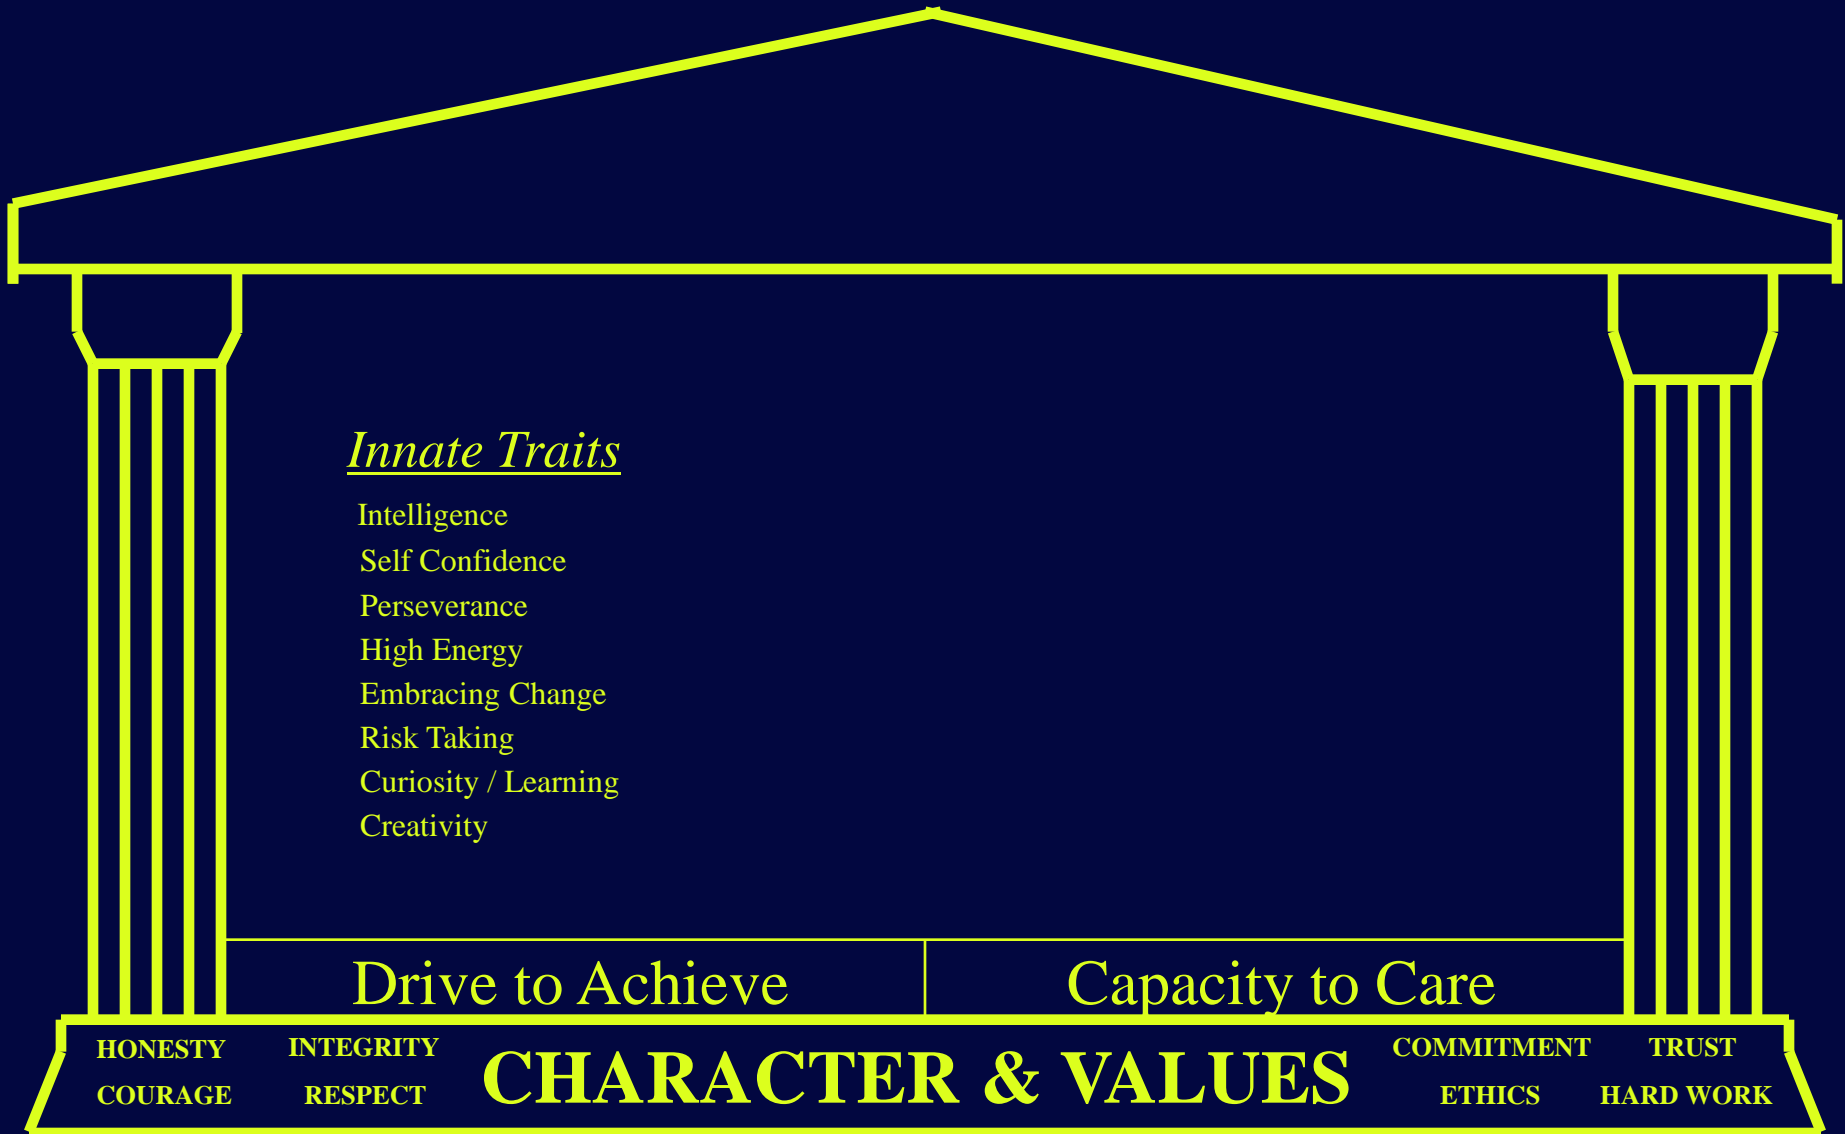 Innate Traits
Intelligence
Self Confidence
Perseverance
High Energy
Embracing Change
Risk Taking
Curiosity / Learning
Creativity
Drive to Achieve
Capacity to Care
HONESTY
INTEGRITY
COURAGE
RESPECT
CHARACTER & VALUES
COMMITMENT
TRUST
ETHICS
HARD WORK